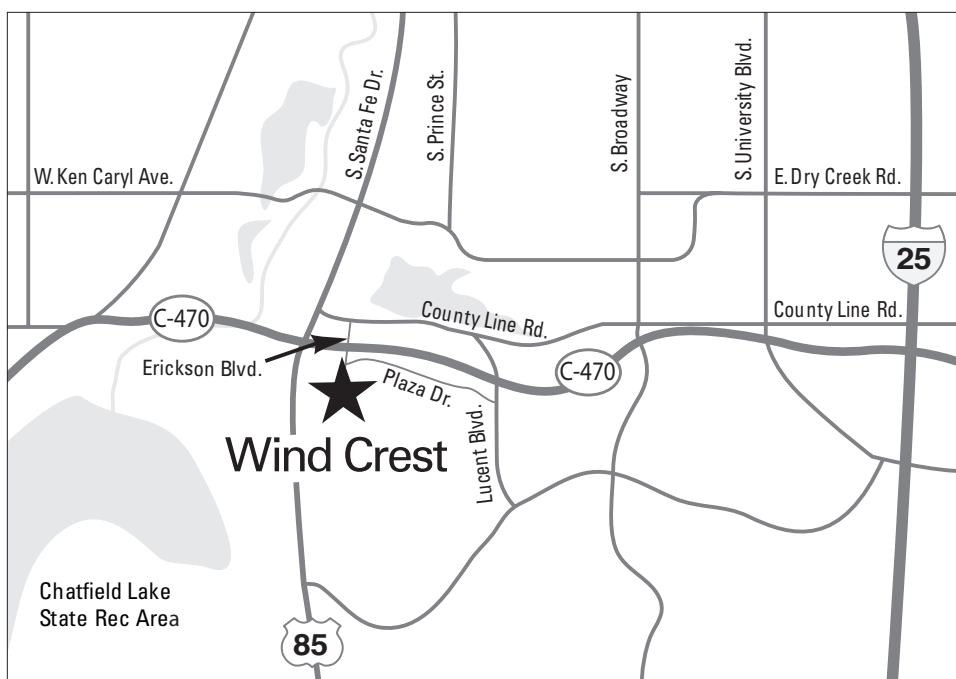 S. Santa Fe Dr.
S. Prince St.
S. Broadway
S. University Blvd.
W. Ken Caryl Ave.
E. Dry Creek Rd.
25
C-470
County Line Rd.
County Line Rd.
Erickson Blvd.
C-470
Plaza Dr.
Wind Crest
Lucent Blvd.
Chatfield Lake
State Rec Area
85